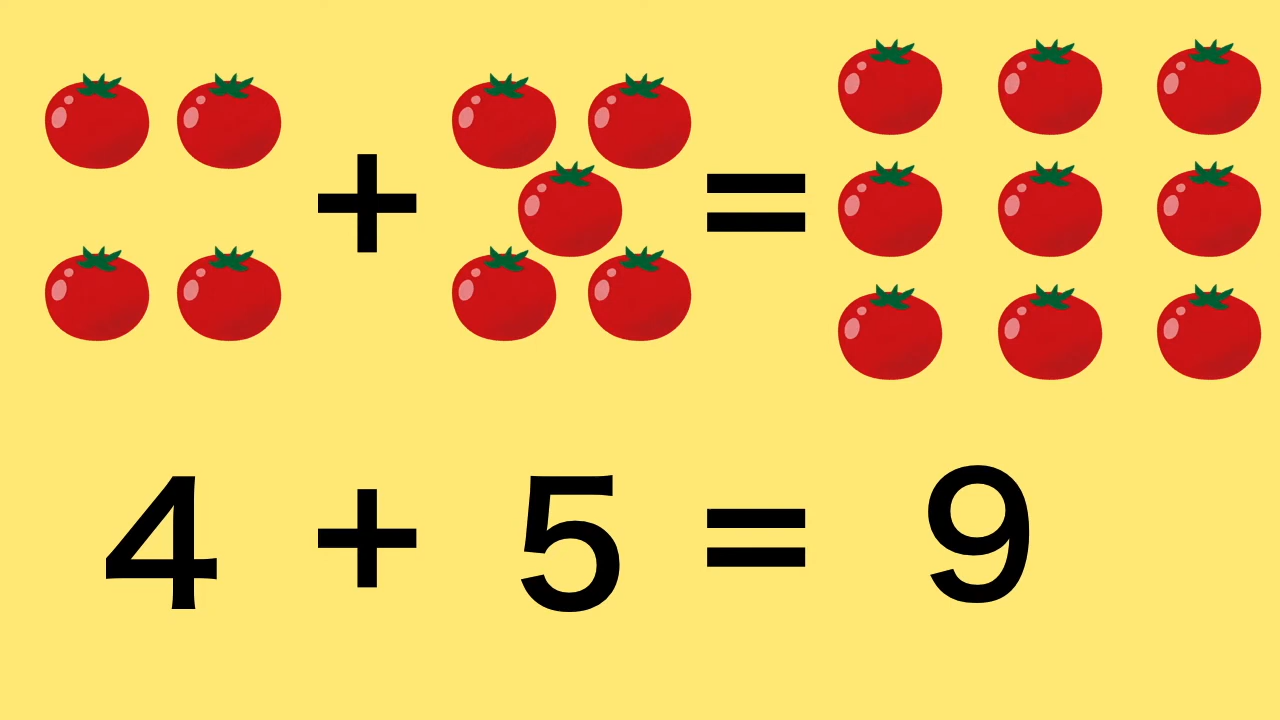 + =
4 + 5 = 9